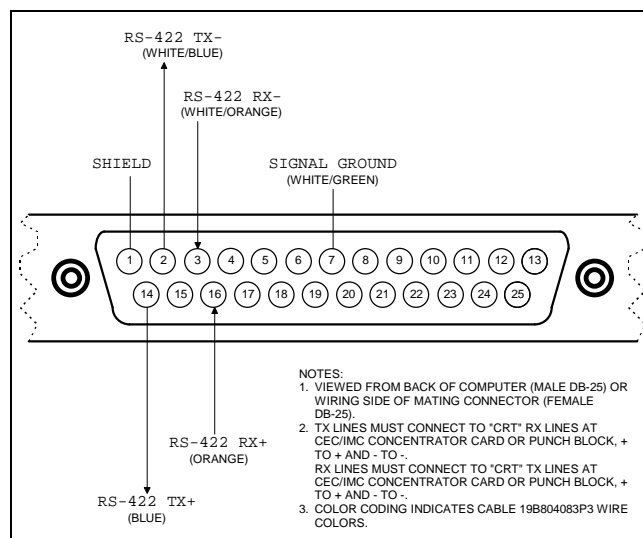 RS-422 TX-
(WHITE/BLUE)
RS-422 RX-
(WHITE/ORANGE)
SHIELD
SIGNAL GROUND
(WHITE/GREEN)
1 2 3 4 5 6 7 8 9 10 11 12 13
14 15 16 17 18 19 20 21 22 23 24 25
RS-422 RX+
(ORANGE)
RS-422 TX+
(BLUE)
NOTES:
1. VIEWED FROM BACK OF COMPUTER (MALE DB-25) OR
WIRING SIDE OF MATING CONNECTOR (FEMALE
DB-25).
2. TX LINES MUST CONNECT TO "CRT" RX LINES AT
CEC/IMC CONCENTRATOR CARD OR PUNCH BLOCK, +
TO + AND - TO -.
RX LINES MUST CONNECT TO "CRT" TX LINES AT
CEC/IMC CONCENTRATOR CARD OR PUNCH BLOCK, +
TO + AND - TO -.
3. COLOR CODING INDICATES CABLE 19B804083P3 WIRE
COLORS.